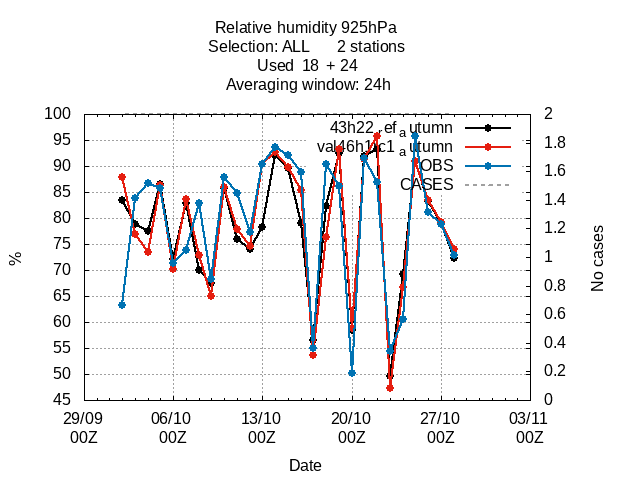 Relative humidity 925hPa
Selection: ALL 2 stations
Used 18 + 24
Averaging window: 24h
100
95
90
85
80
75
70
65
60
55
50
45
%
2
1.8
1.6
1.4
1.2
1
0.8
0.6
0.4
0.2
0
No cases
utumn
utumn
OBS
CASES
29/09 06/10 13/10 20/10 27/10 03/11
00Z 00Z 00Z 00Z 00Z 00Z
Date